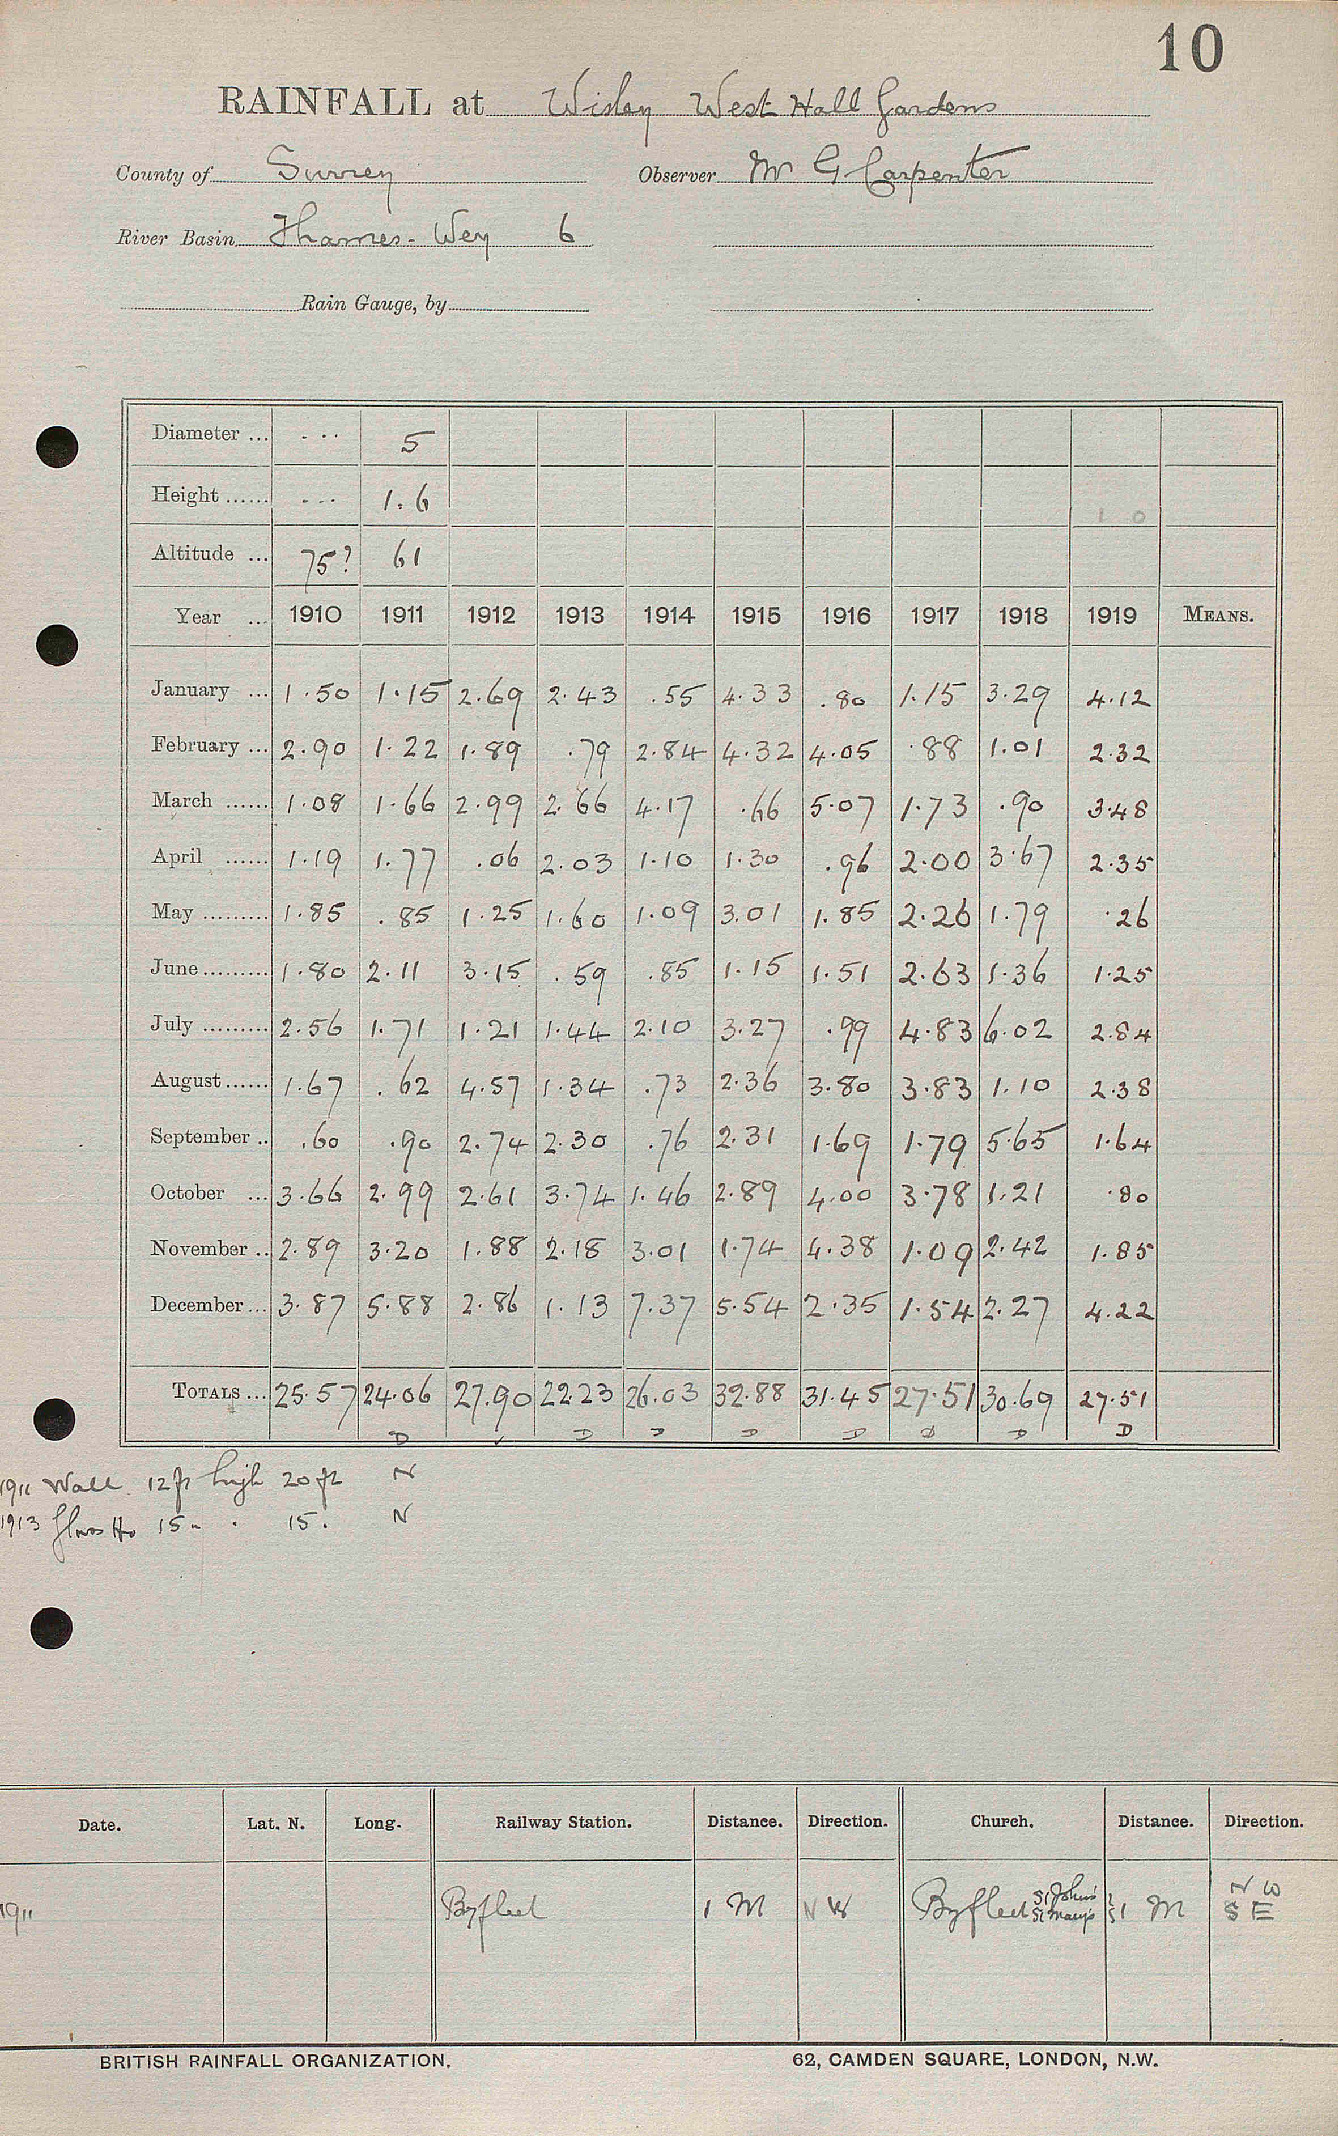 10
RAINFALL at Wisley West Hall Gardens
County of Surrey Observer Mr G Carpenter
River Basin Thames - Wey 6
Rain Gauge, by
Diameter ... - .. 5
Height ...... - .. 1.6
Altitude ... 75? 61
Year ... 1910 1911 1912 1913 1914 1915 1916 1917 1918 1919 MEANS.
January ... 1.50 1.15 2.69 2.43 .55 4.33 .80 1.15 3.29 4.12
February ... 2.90 1.22 1.89 .79 2.84 4.32 4.05 .88 1.01 2.32
March ...... 1.08 1.66 2.99 2.66 4.17 .66 5.07 1.73 .90 3.48
April ...... 1.19 1.77 .06 2.03 1.10 1.30 .96 2.00 3.67 2.35
May ......... 1.85 .85 1.25 1.60 1.09 3.01 1.85 2.26 1.79 .26
June ......... 1.80 2.11 3.15 .59 .85 1.15 1.51 2.63 1.36 1.25
July ......... 2.56 1.71 1.21 1.44 2.10 3.27 .99 4.83 6.02 2.84
August ...... 1.67 .62 4.57 1.34 .73 2.36 3.80 3.83 1.10 2.38
September .. .60 .90 2.74 2.30 .76 2.31 1.69 1.79 5.65 1.64
October ... 3.66 2.99 2.61 3.74 1.46 2.89 4.00 3.78 1.21 .80
November .. 2.89 3.20 1.88 2.18 3.01 1.74 4.38 1.09 2.42 1.85
December ... 3.87 5.88 2.86 1.13 7.37 5.54 2.35 1.54 2.27 4.22
TOTALS ... 25.57 24.06 27.90 22.23 26.03 32.88 31.45 27.51 30.69 27.51
D ✓ D D D D D D D
1911 Wall 12 ft high 20 ft N
1913 Glass Ho 15 - . 15 . N
Date. Lat. N. Long. Railway Station. Distance. Direction. Church. Distance. Direction.
1911 Byfleet 1 M NW Byfleet St John's St Mary's 1 M NW SE
BRITISH RAINFALL ORGANIZATION. 62, CAMDEN SQUARE, LONDON, N.W.